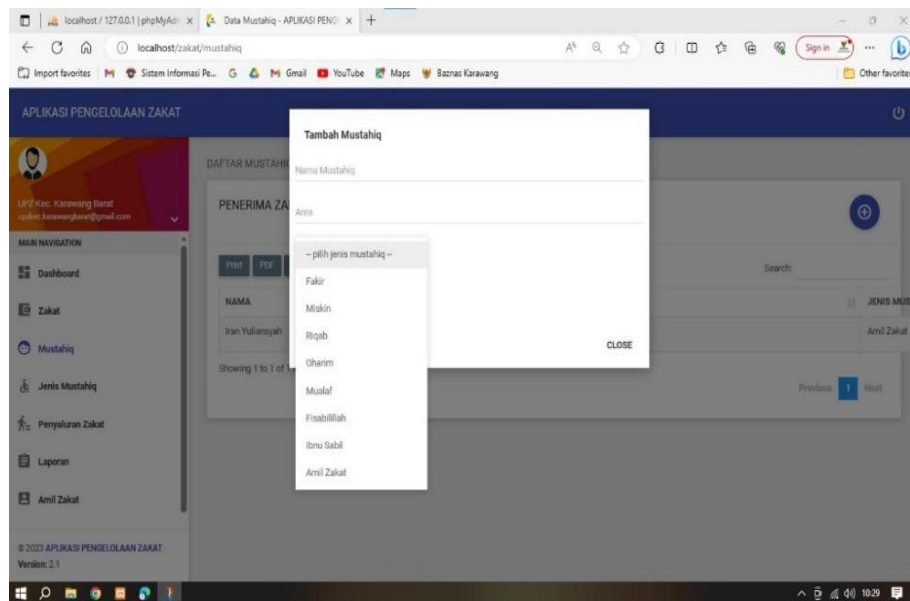 localhost / 127.0.0.1 | phpMyAdm
Data Mustahiq - APLIKASI PENG
localhost/zakat/mustahiq
Sign in
Import favorites
Sistem Informasi Pe...
Gmail
YouTube
Maps
Baznas Karawang
Other favorites
APLIKASI PENGELOLAAN ZAKAT
UPZ Kec. Karawang Barat
MAIN NAVIGATION
Dashboard
Zakat
Mustahiq
Jenis Mustahiq
Penyaluran Zakat
Laporan
Amil Zakat
© 2023 APLIKASI PENGELOLAAN ZAKAT.
Version: 2.1
DAFTAR MUSTAHI
PENERIMA ZA
Print PDF
Search:
NAMA
JENIS MUS
Iran Yuliansyah
Amil Zakat
Showing 1 to 1 of 1
Previous 1 Next
Tambah Mustahiq
Nama Mustahiq
Area
-- pilih jenis mustahiq --
Fakir
Miskin
Riqab
Gharim
Mualaf
Fisabilillah
Ibnu Sabil
Amil Zakat
CLOSE
10:29